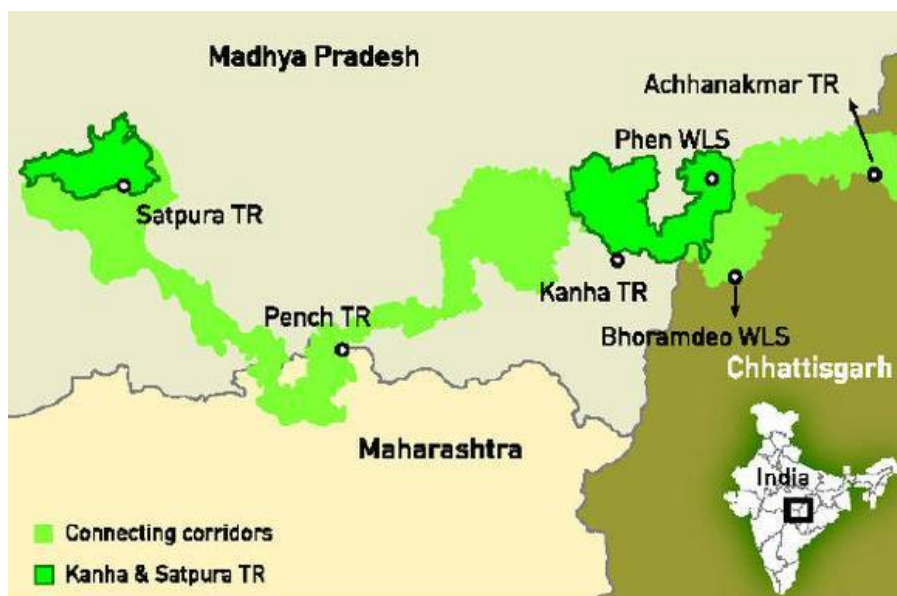 Madhya Pradesh
Achhanakmar TR
Phen WLS
Satpura TR
Kanha TR
Pench TR
Bhoramdeo WLS
Chhattisgarh
Maharashtra
India
Connecting corridors
Kanha & Satpura TR